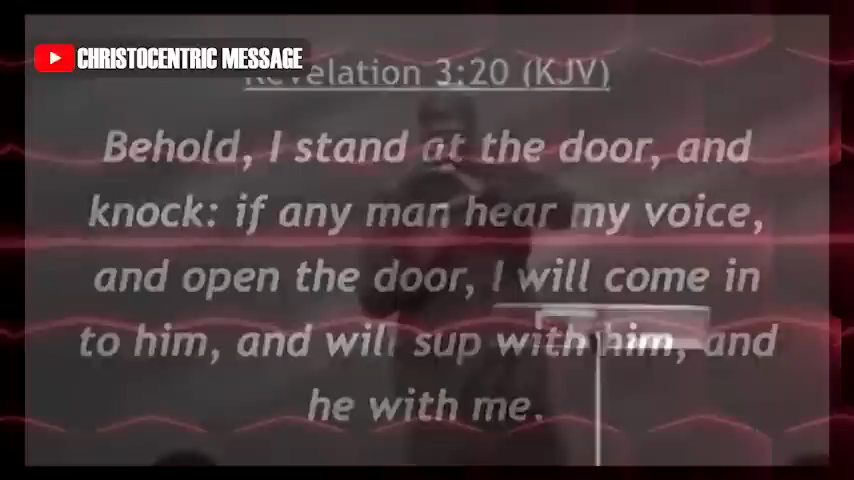 CHRISTOCENTRIC MESSAGE
Revelation 3:20 (KJV)
Behold, I stand at the door, and
knock: if any man hear my voice,
and open the door, I will come in
to him, and will sup with him, and
he with me.